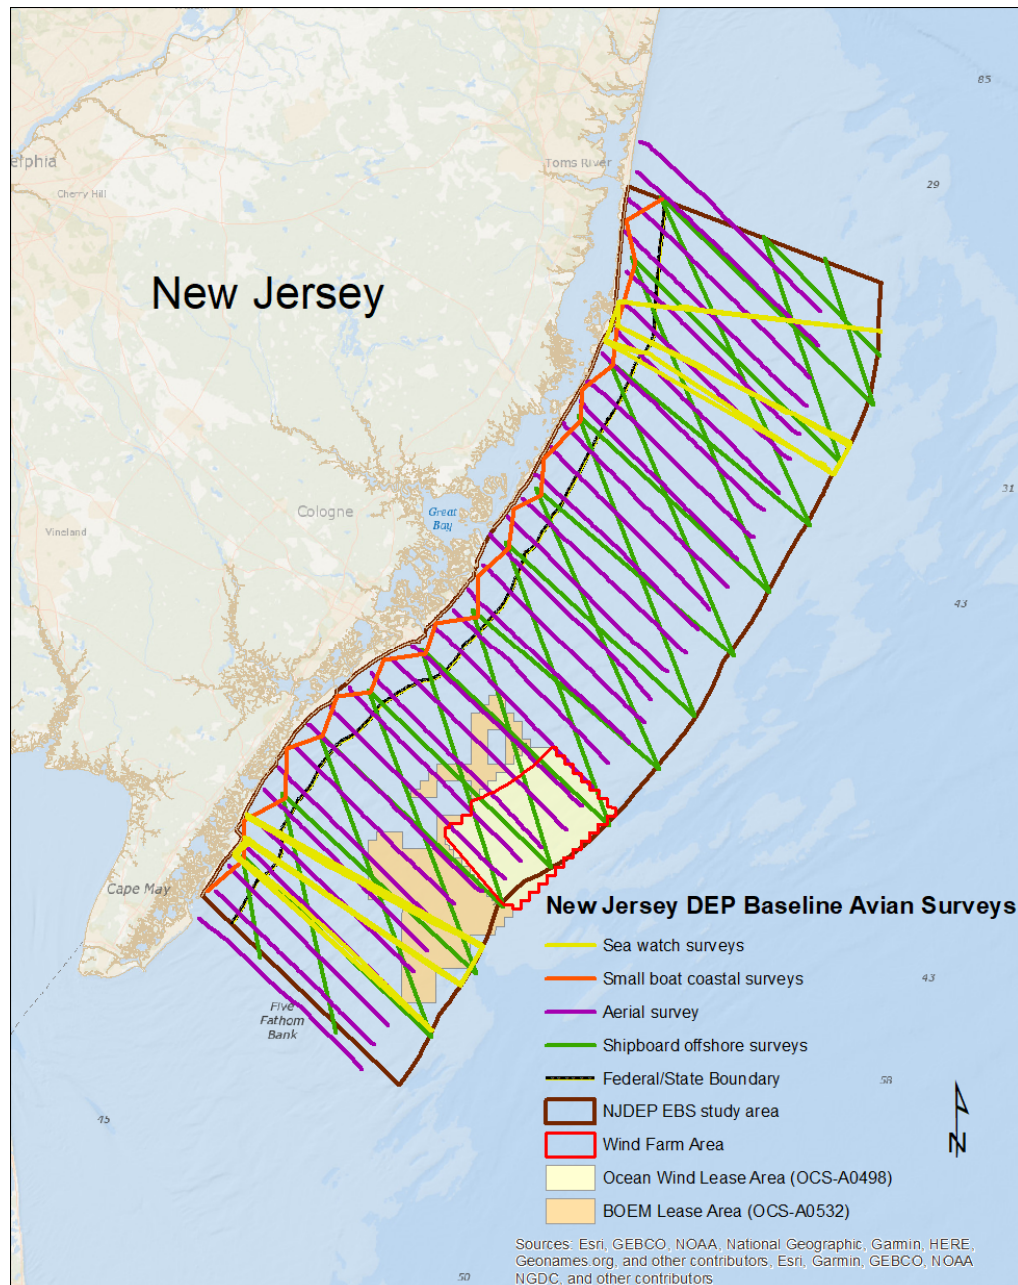 85
elphia
Toms River
29
Cherry Hill
New Jersey
31
Great
Bay
Cologne
Vineland
43
Cape May
New Jersey DEP Baseline Avian Surveys
Sea watch surveys
Small boat coastal surveys
43
Five
Fathom
Bank
Aerial survey
Shipboard offshore surveys
Federal/State Boundary
58
NJDEP EBS study area
45
Wind Farm Area
N
Ocean Wind Lease Area (OCS-A0498)
BOEM Lease Area (OCS-A0532)
Sources: Esri, GEBCO, NOAA, National Geographic, Garmin, HERE,
Geonames.org, and other contributors, Esri, Garmin, GEBCO, NOAA
NGDC, and other contributors
50